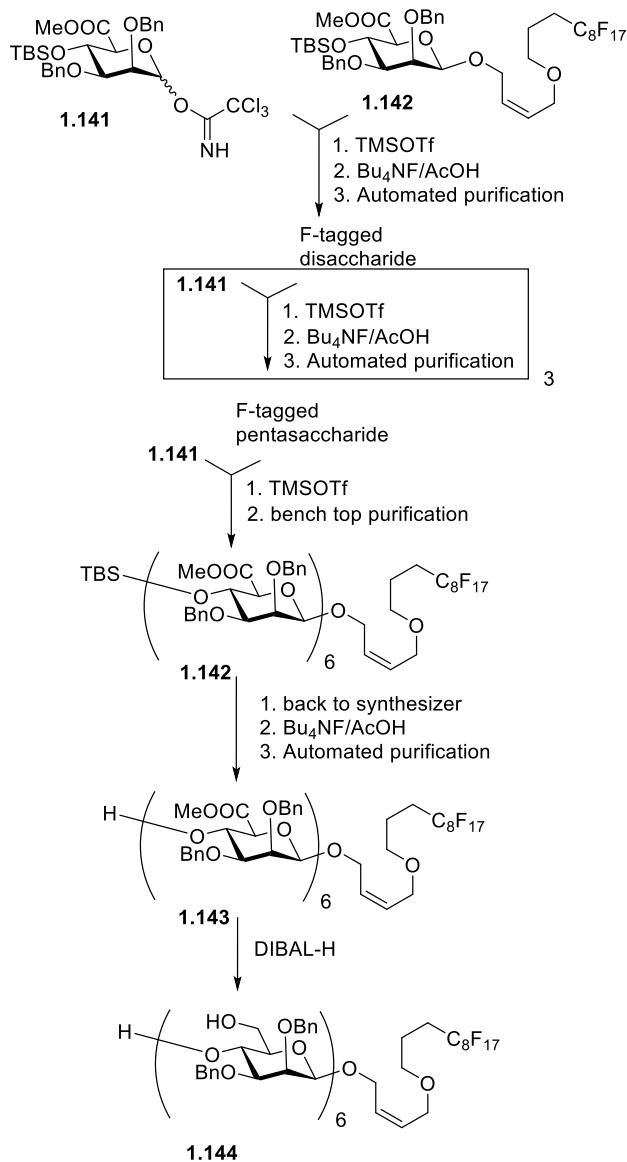 MeOOC OBn
TBSO O
BnO
O CCl₃
NH
1.141
MeOOC OBn
TBSO O
BnO O
O
C₈F₁₇
1.142
1. TMSOTf
2. Bu₄NF/AcOH
3. Automated purification
F-tagged
disaccharide
1.141
1. TMSOTf
2. Bu₄NF/AcOH
3. Automated purification
3
F-tagged
pentasaccharide
1.141
1. TMSOTf
2. bench top purification
TBS
MeOOC OBn
O O
BnO O
6
O
C₈F₁₇
1.142
1. back to synthesizer
2. Bu₄NF/AcOH
3. Automated purification
H
MeOOC OBn
O O
BnO O
6
O
C₈F₁₇
1.143
DIBAL-H
H
HO OBn
O O
BnO O
6
O
C₈F₁₇
1.144